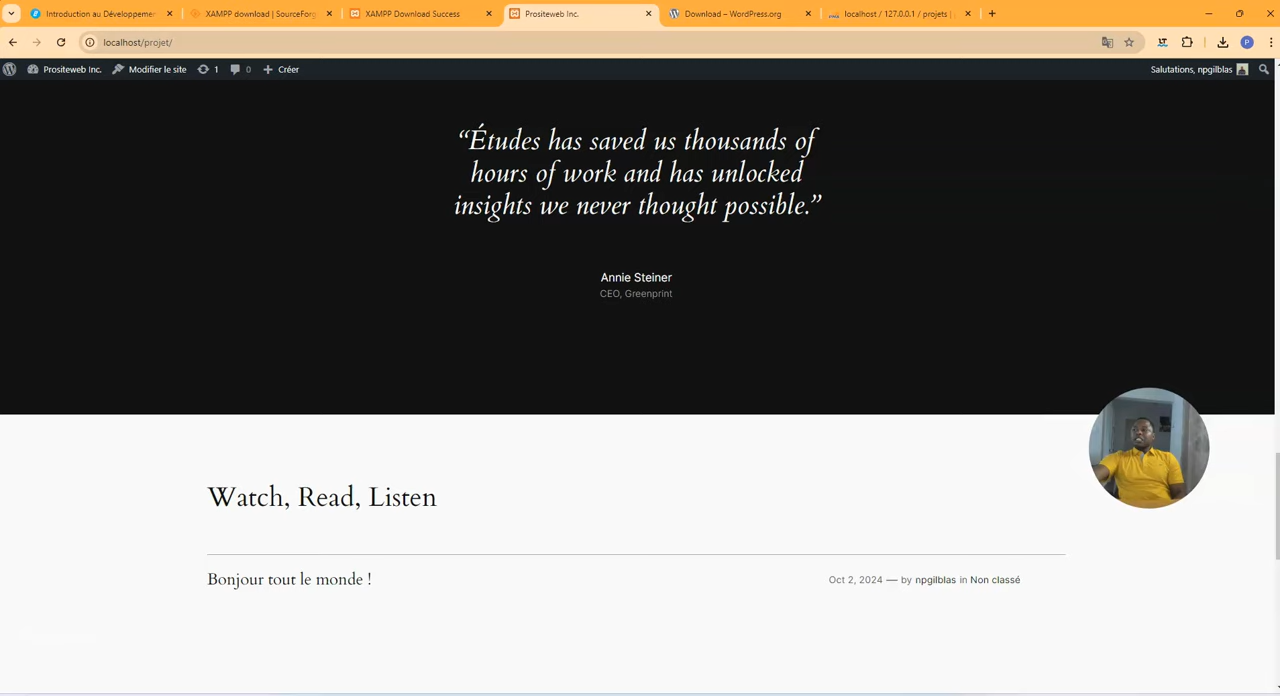 Introduction au Développeme
XAMPP download | SourceForg
XAMPP Download Success
Prositeweb Inc.
Download – WordPress.org
localhost / 127.0.0.1 / projets |
localhost/projet/
Prositeweb Inc.
Modifier le site
1
0
Créer
Salutations, npgilblas
“Études has saved us thousands of
hours of work and has unlocked
insights we never thought possible.”
Annie Steiner
CEO, Greenprint
Watch, Read, Listen
Bonjour tout le monde !
Oct 2, 2024 — by npgilblas in Non classé